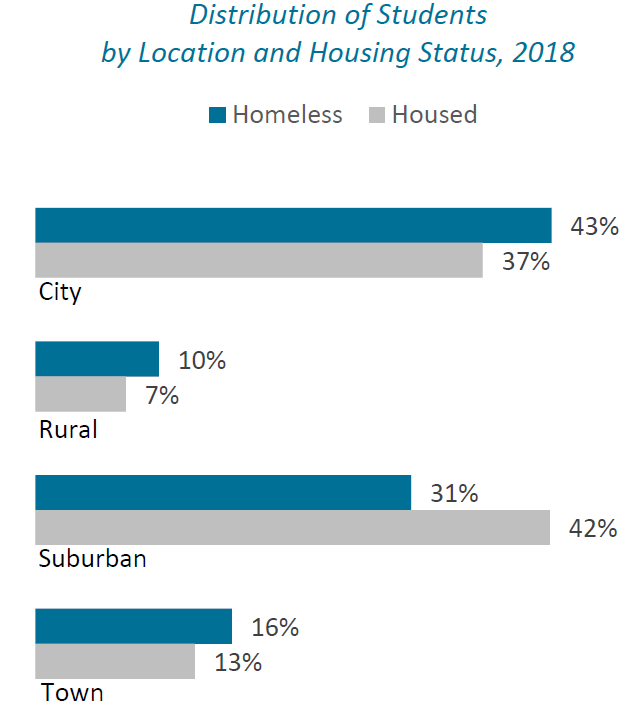 Distribution of Students
by Location and Housing Status, 2018
Homeless Housed
43%
37%
City
10%
7%
Rural
31%
42%
Suburban
16%
13%
Town